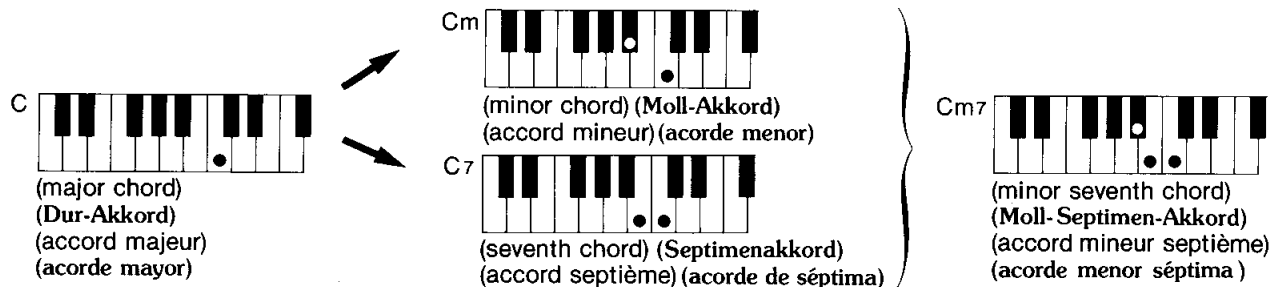 C
(major chord)
(Dur-Akkord)
(accord majeur)
(acorde mayor)
Cm
(minor chord) (Moll-Akkord)
(accord mineur) (acorde menor)
C7
(seventh chord) (Septimenakkord)
(accord septième) (acorde de séptima)
Cm7
(minor seventh chord)
(Moll-Septimen-Akkord)
(accord mineur septième)
(acorde menor séptima)